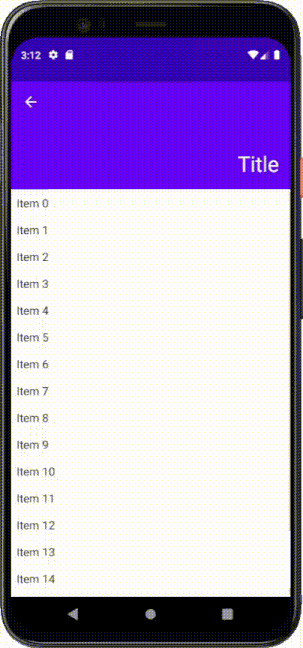 3:12
Title
Item 0
Item 1
Item 2
Item 3
Item 4
Item 5
Item 6
Item 7
Item 8
Item 9
Item 10
Item 11
Item 12
Item 13
Item 14